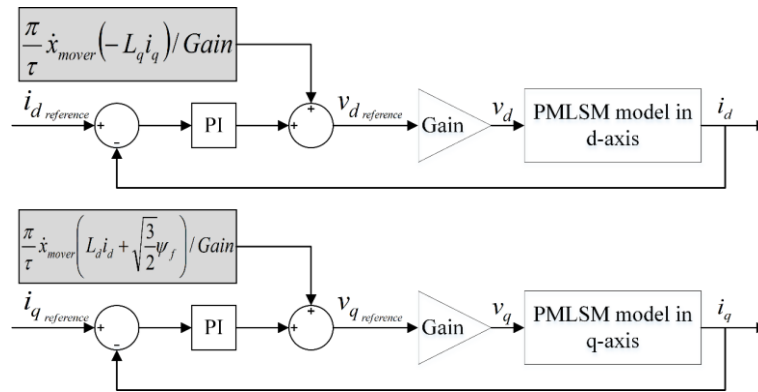 π/τ ẋ_mover (−L_q i_q) / Gain
i_d reference
+
-
PI
+
+
v_d reference
Gain
v_d
PMLSM model in
d-axis
i_d
π/τ ẋ_mover (L_d i_d + √(3/2) ψ_f) / Gain
i_q reference
+
-
PI
+
+
v_q reference
Gain
v_q
PMLSM model in
q-axis
i_q